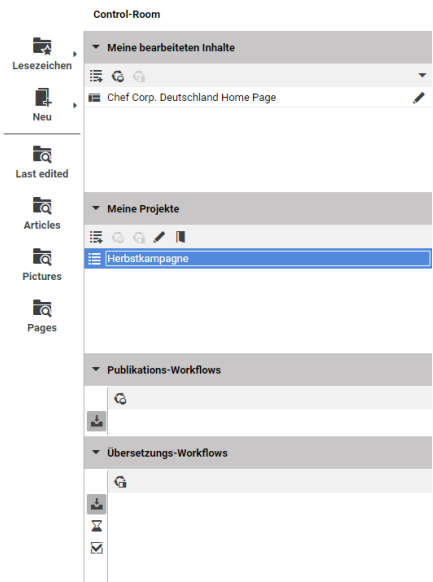 Control-Room
Lesezeichen
Neu
Last edited
Articles
Pictures
Pages
Meine bearbeiteten Inhalte
Chef Corp. Deutschland Home Page
Meine Projekte
Herbstkampagne
Publikations-Workflows
Übersetzungs-Workflows